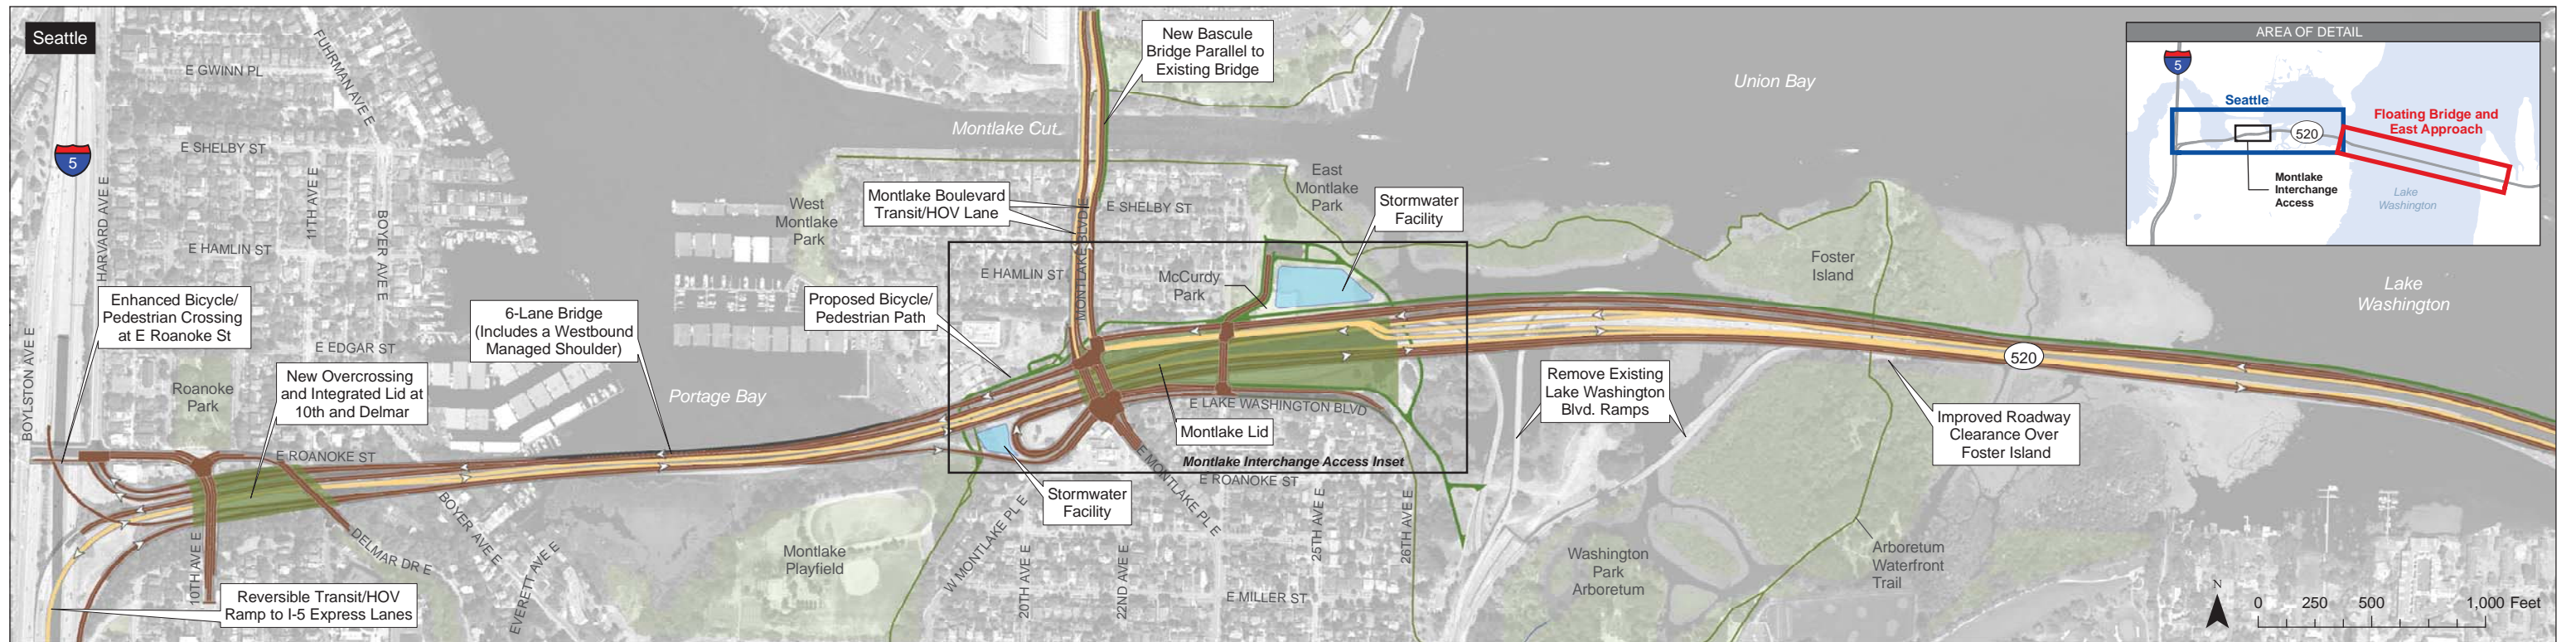 Seattle
5
E GWINN PL
FUHRMAN AVE E
E SHELBY ST
HARVARD AVE E
11TH AVE E
BOYER AVE E
E HAMLIN ST
Enhanced Bicycle/
Pedestrian Crossing
at E Roanoke St
BOYLSTON AVE E
E EDGAR ST
Roanoke
Park
New Overcrossing
and Integrated Lid at
10th and Delmar
6-Lane Bridge
(Includes a Westbound
Managed Shoulder)
E ROANOKE ST
10TH AVE E
DELMAR DR E
BOYER AVE E
EVERETT AVE E
Reversible Transit/HOV
Ramp to I-5 Express Lanes
Portage Bay
New Bascule
Bridge Parallel to
Existing Bridge
Montlake Cut
West
Montlake
Park
Montlake Boulevard
Transit/HOV Lane
MONTLAKE BLVD E
E SHELBY ST
East
Montlake
Park
Stormwater
Facility
E HAMLIN ST
McCurdy
Park
Proposed Bicycle/
Pedestrian Path
E LAKE WASHINGTON BLVD
Montlake Lid
Montlake Interchange Access Inset
E ROANOKE ST
Stormwater
Facility
Montlake
Playfield
W MONTLAKE PL E
E MONTLAKE PL E
20TH AVE E
22ND AVE E
25TH AVE E
26TH AVE E
E MILLER ST
Union Bay
Foster
Island
Remove Existing
Lake Washington
Blvd. Ramps
520
Improved Roadway
Clearance Over
Foster Island
Washington
Park
Arboretum
Arboretum
Waterfront
Trail
Lake
Washington
AREA OF DETAIL
5
Seattle
520
Floating Bridge and
East Approach
Montlake
Interchange
Access
Lake
Washington
N
0 250 500 1,000 Feet